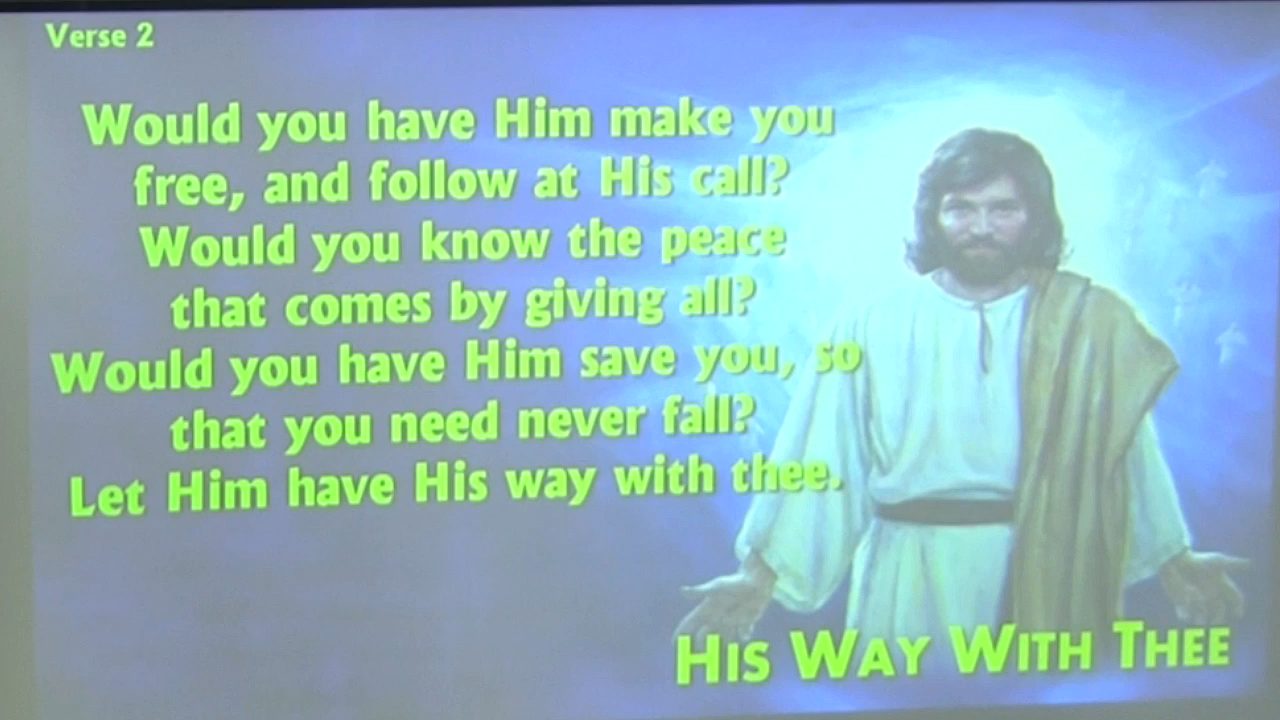 Verse 2
Would you have Him make you
free, and follow at His call?
Would you know the peace
that comes by giving all?
Would you have Him save you, so
that you need never fall?
Let Him have His way with thee.
HIS WAY WITH THEE